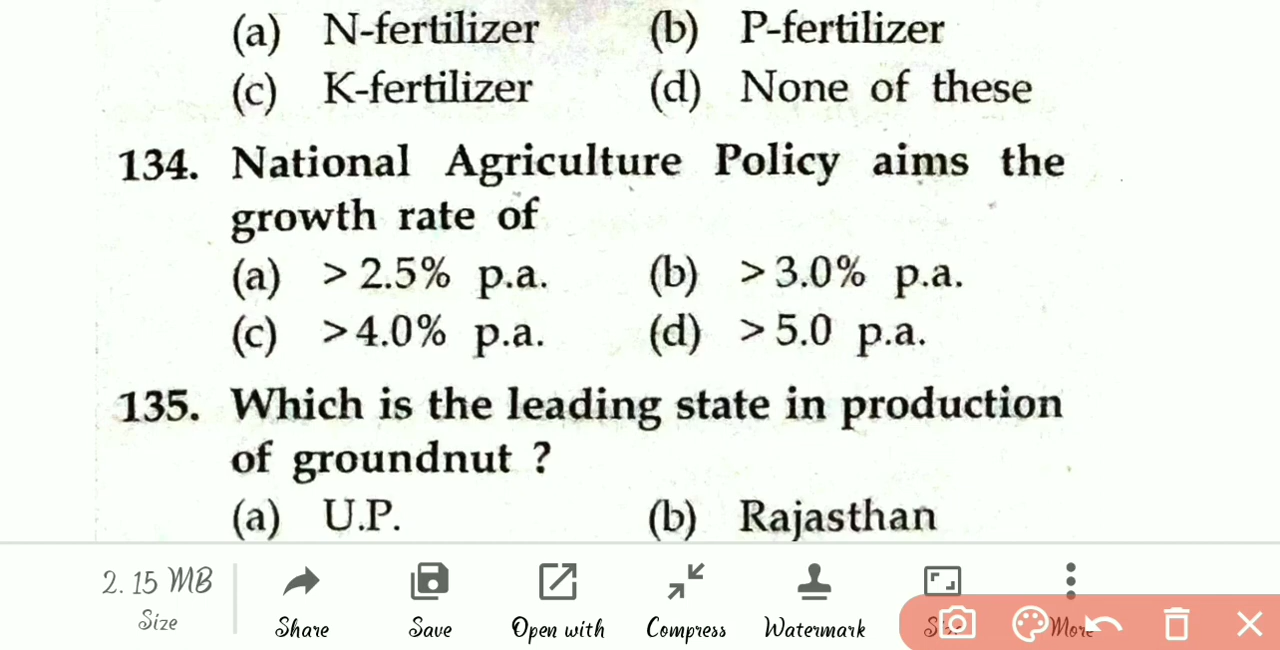 (a) N-fertilizer (b) P-fertilizer
(c) K-fertilizer (d) None of these
134. National Agriculture Policy aims the
growth rate of
(a) > 2.5% p.a. (b) > 3.0% p.a.
(c) > 4.0% p.a. (d) > 5.0 p.a.
135. Which is the leading state in production
of groundnut ?
(a) U.P. (b) Rajasthan
2.15 MB
Size Share Save Open with Compress Watermark More